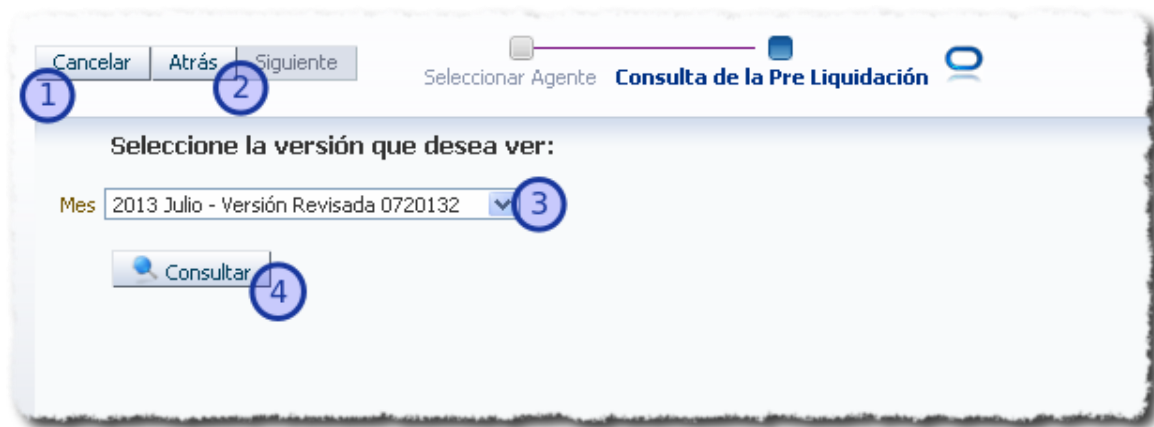 Cancelar Atrás Siguiente
1
2
Seleccionar Agente Consulta de la Pre Liquidación
Seleccione la versión que desea ver:
Mes 2013 Julio - Versión Revisada 0720132
3
Consultar
4